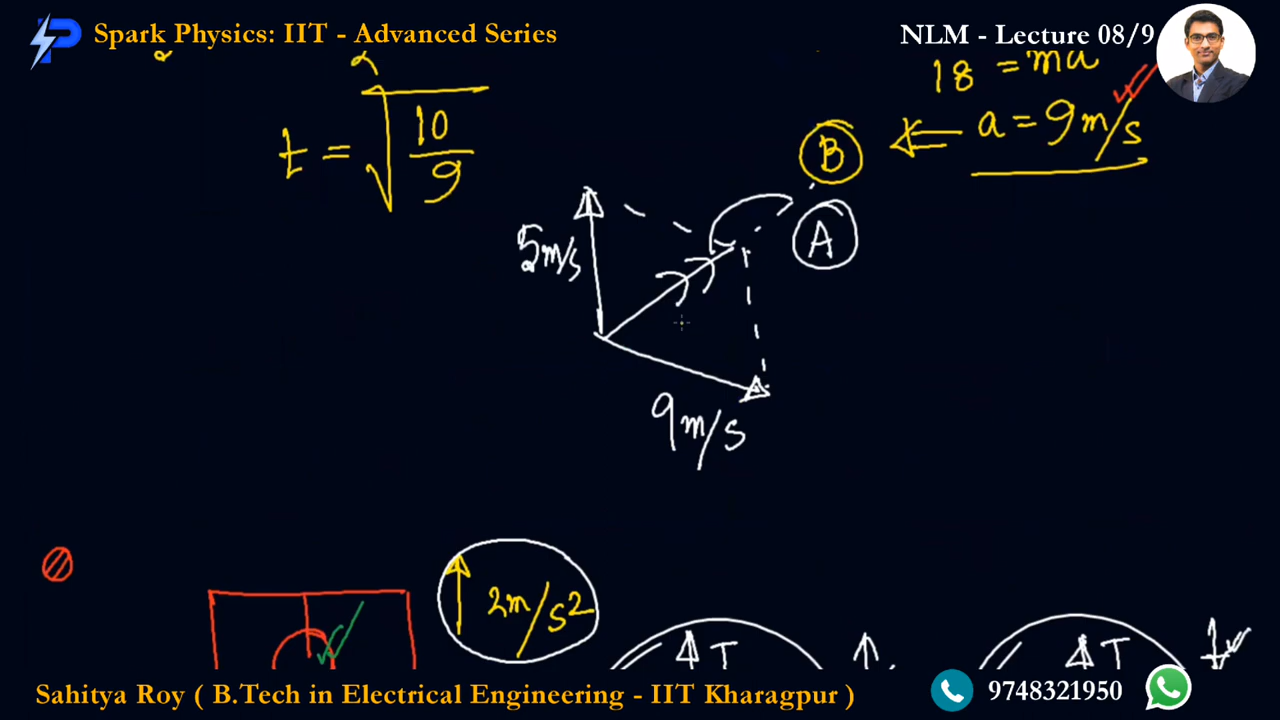 Spark Physics: IIT - Advanced Series
NLM - Lecture 08/9
18 = ma
a = 9m/s
t = √10/9
B
A
5m/s
9m/s
2m/s2
T
T
Sahitya Roy ( B.Tech in Electrical Engineering - IIT Kharagpur )
9748321950